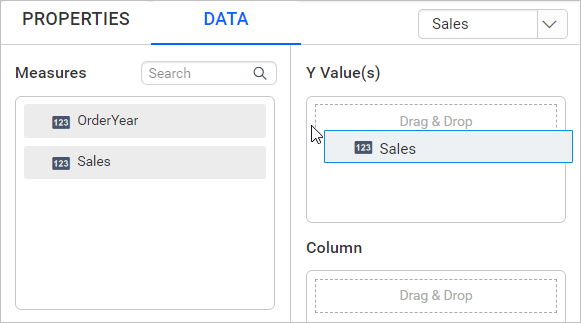 PROPERTIES
DATA
Sales
Measures
Search
Y Value(s)
123 OrderYear
123 Sales
Drag & Drop
123 Sales
Column
Drag & Drop